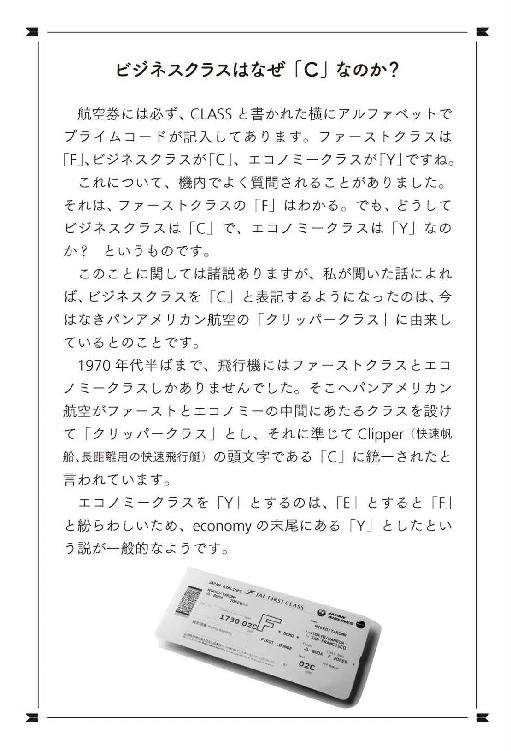 ビジネスクラスはなぜ「C」なのか?
航空券には必ず、CLASSと書かれた横にアルファベットで
プライムコードが記入してあります。ファーストクラスは
「F」、ビジネスクラスが「C」、エコノミークラスが「Y」ですね。
これについて、機内でよく質問されることがありました。
それは、ファーストクラスの「F」はわかる。でも、どうして
ビジネスクラスは「C」で、エコノミークラスは「Y」なの
か? というものです。
このことに関しては諸説ありますが、私が聞いた話によれ
ば、ビジネスクラスを「C」と表記するようになったのは、今
はなきパンアメリカン航空の「クリッパークラス」に由来し
ているとのことです。
1970年代半ばまで、飛行機にはファーストクラスとエコ
ノミークラスしかありませんでした。そこへパンアメリカン
航空がファーストとエコノミーの中間にあたるクラスを設け
て「クリッパークラス」とし、それに準じてClipper(快速帆
船、長距離用の快速飛行艇)の頭文字である「C」に統一されたと
言われています。
エコノミークラスを「Y」とするのは、「E」とすると「F」
と紛らわしいため、economyの末尾にある「Y」としたとい
う説が一般的なようです。
JAPAN AIRLINES JAL FIRST CLASS
JAPAN AIRLINES
1730 02C F
SAN FRANCISCO
02C